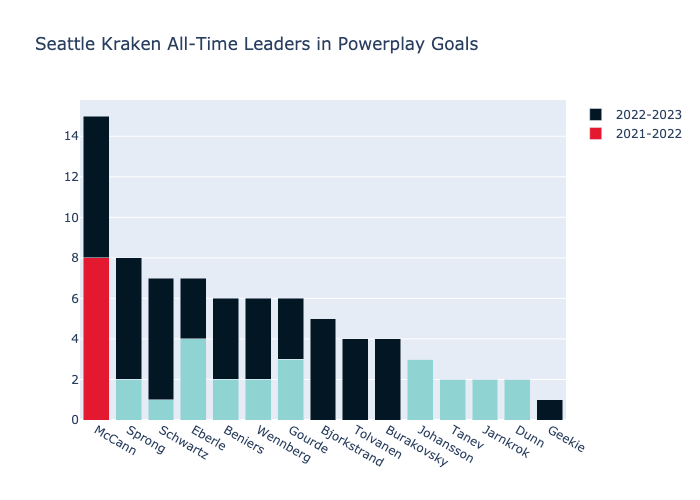 Seattle Kraken All-Time Leaders in Powerplay Goals
2022-2023
2021-2022
14
12
10
8
6
4
2
0
McCann
Sprong
Schwartz
Eberle
Beniers
Wennberg
Gourde
Bjorkstrand
Tolvanen
Burakovsky
Johansson
Tanev
Jarnkrok
Dunn
Geekie